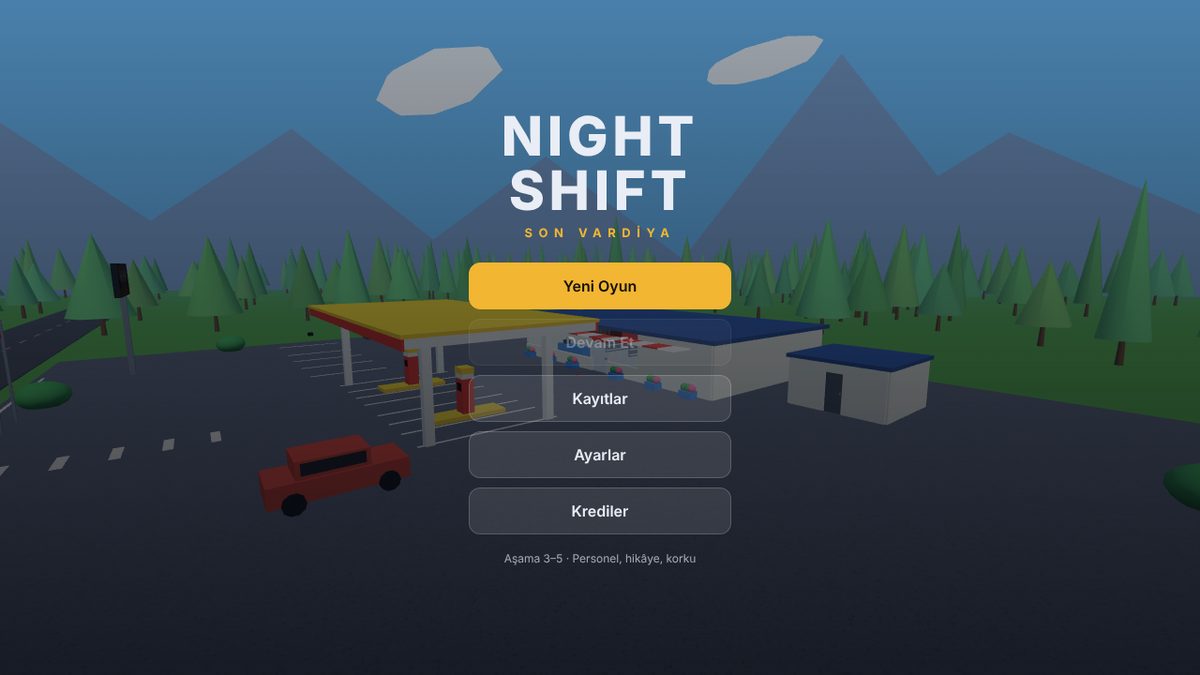 NIGHT
SHIFT
SON VARDİYA
Yeni Oyun
Devam Et
Kayıtlar
Ayarlar
Krediler
Aşama 3–5 · Personel, hikâye, korku